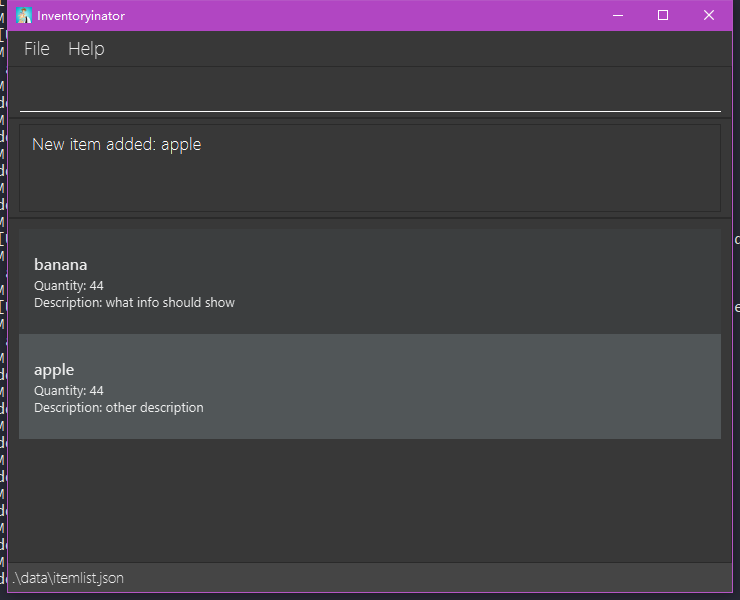 Inventoryinator
File Help
New item added: apple
banana
Quantity: 44
Description: what info should show
apple
Quantity: 44
Description: other description
.\data\itemlist.json